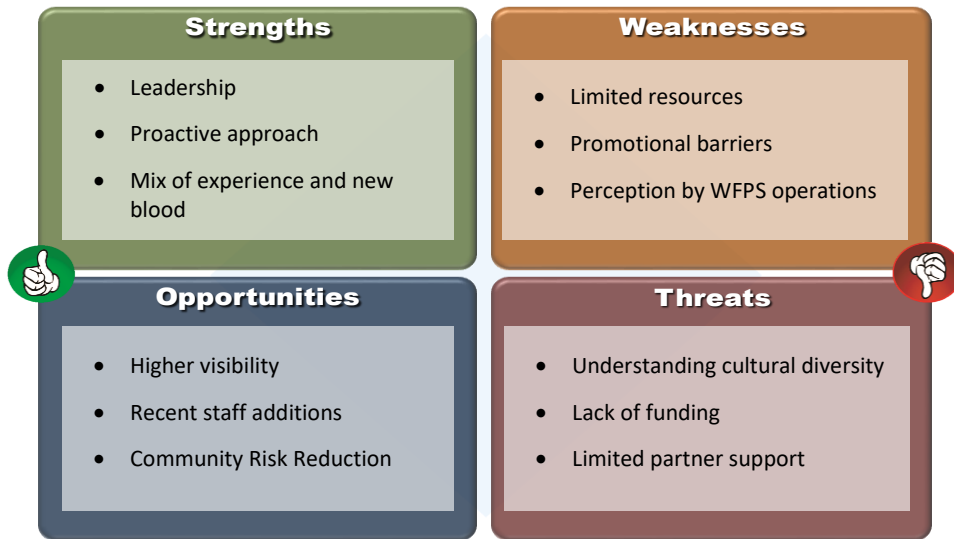 Strengths
• Leadership
• Proactive approach
• Mix of experience and new
blood
Weaknesses
• Limited resources
• Promotional barriers
• Perception by WFPS operations
Opportunities
• Higher visibility
• Recent staff additions
• Community Risk Reduction
Threats
• Understanding cultural diversity
• Lack of funding
• Limited partner support